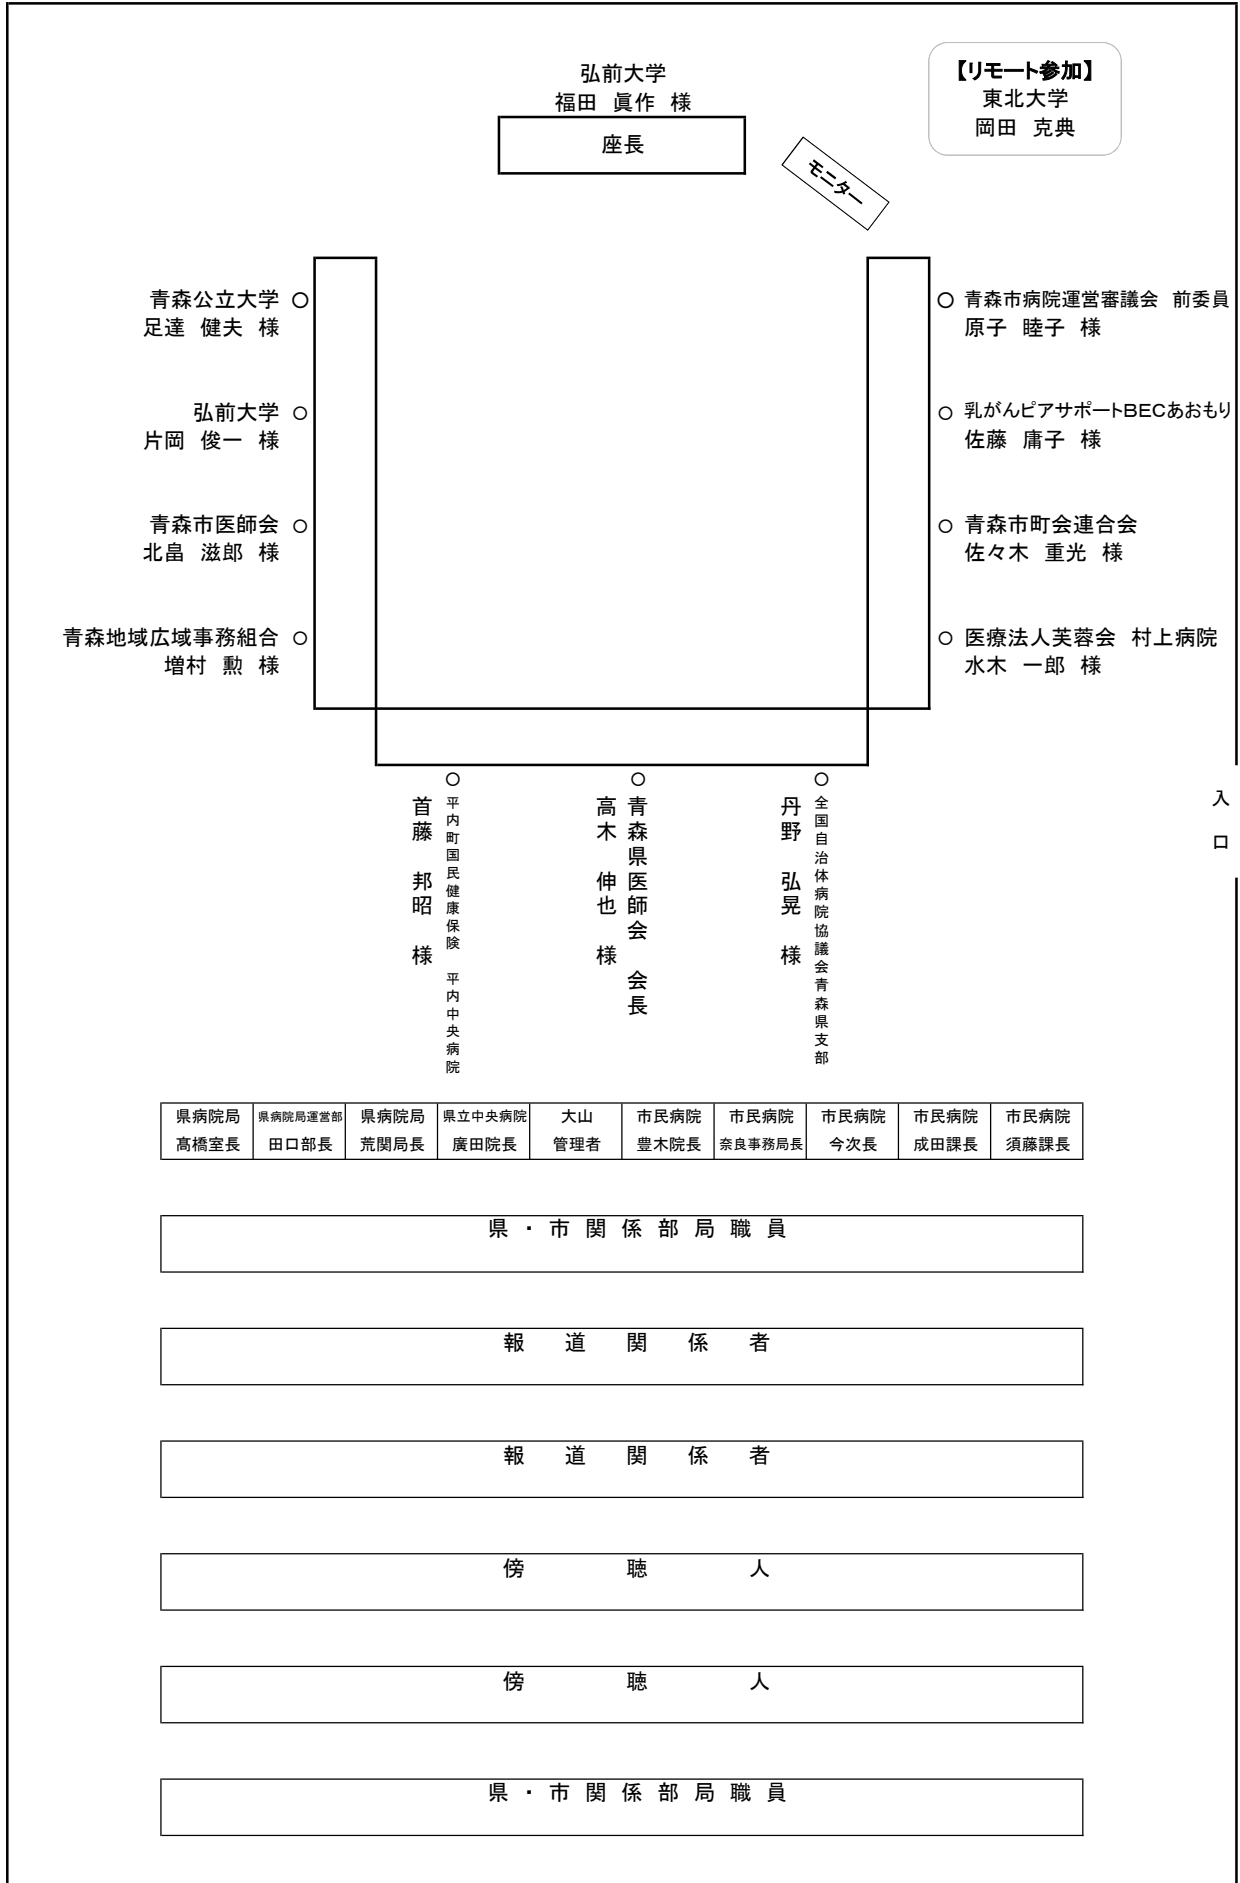 弘前大学
福田　眞作　様
座長
【リモート参加】
東北大学
岡田　克典
モニター
青森公立大学 ○
足達　健夫　様
弘前大学 ○
片岡　俊一　様
青森市医師会 ○
北畠　滋郎　様
青森地域広域事務組合 ○
増村　勲　様
○ 青森市病院運営審議会　前委員
原子　睦子　様
○ 乳がんピアサポートBECあおもり
佐藤　庸子　様
○ 青森市町会連合会
佐々木　重光　様
○ 医療法人芙蓉会　村上病院
水木　一郎　様
入口
○ 全国自治体病院協議会青森県支部
丹野　弘晃　様
○ 青森県医師会　会長
高木　伸也　様
○ 平内町国民健康保険　平内中央病院
首藤　邦昭　様
県病院局
髙橋室長
県病院局運営部
田口部長
県病院局
荒関局長
県立中央病院
廣田院長
大山
管理者
市民病院
豊木院長
市民病院
奈良事務局長
市民病院
今次長
市民病院
成田課長
市民病院
須藤課長
県・市関係部局職員
報道関係者
報道関係者
傍聴人
傍聴人
県・市関係部局職員